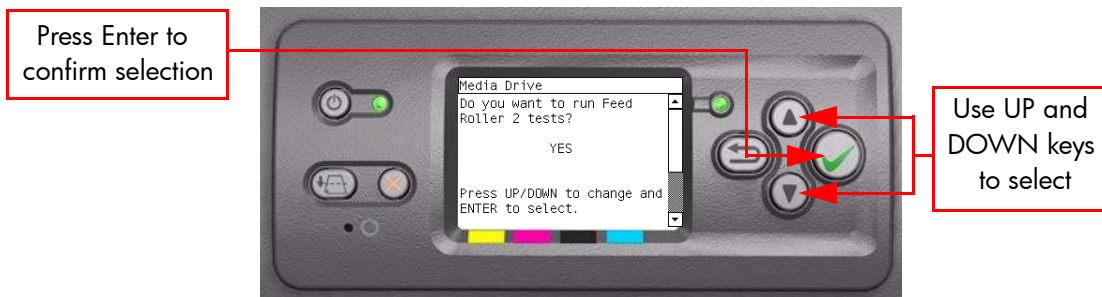 Press Enter to
confirm selection
Media Drive
Do you want to run Feed
Roller 2 tests?
YES
Press UP/DOWN to change and
ENTER to select.
Use UP and
DOWN keys
to select